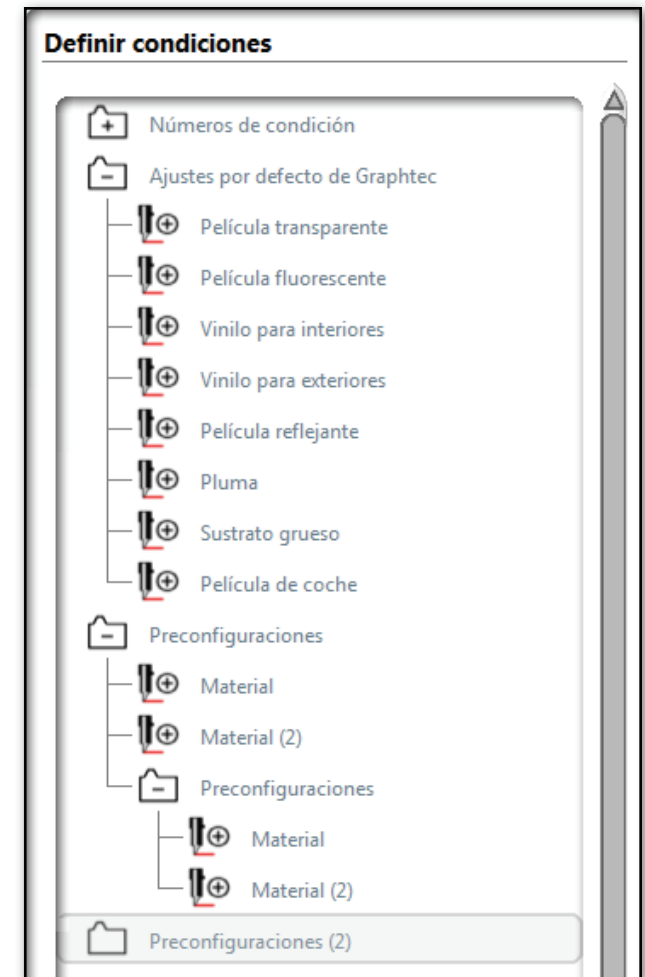 Definir condiciones
Números de condición
Ajustes por defecto de Graphtec
Película transparente
Película fluorescente
Vinilo para interiores
Vinilo para exteriores
Película reflejante
Pluma
Sustrato grueso
Película de coche
Preconfiguraciones
Material
Material (2)
Preconfiguraciones
Material
Material (2)
Preconfiguraciones (2)